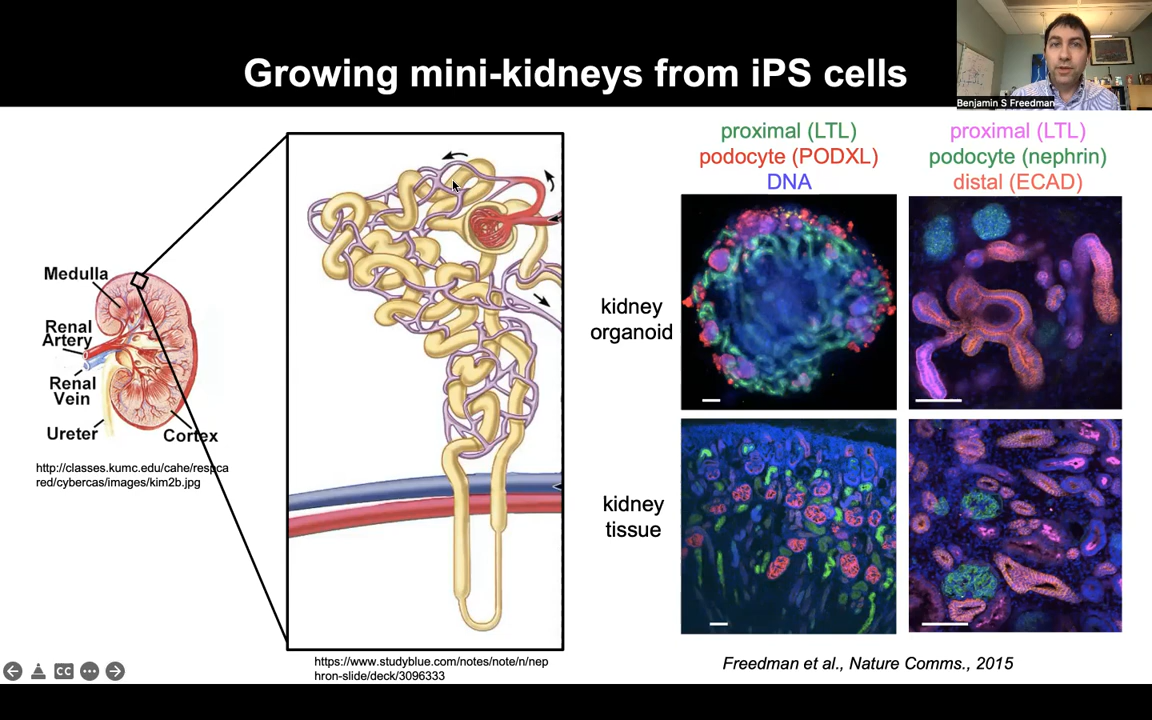 Growing mini-kidneys from iPS cells
Benjamin S Freedman
proximal (LTL)
podocyte (PODXL)
DNA
proximal (LTL)
podocyte (nephrin)
distal (ECAD)
Medulla
Renal
Artery
Renal
Vein
Ureter
Cortex
http://classes.kumc.edu/cahe/respca
red/cybercas/images/kim2b.jpg
kidney
organoid
kidney
tissue
https://www.studyblue.com/notes/note/n/nep
hron-slide/deck/3096333
Freedman et al., Nature Comms., 2015
CC